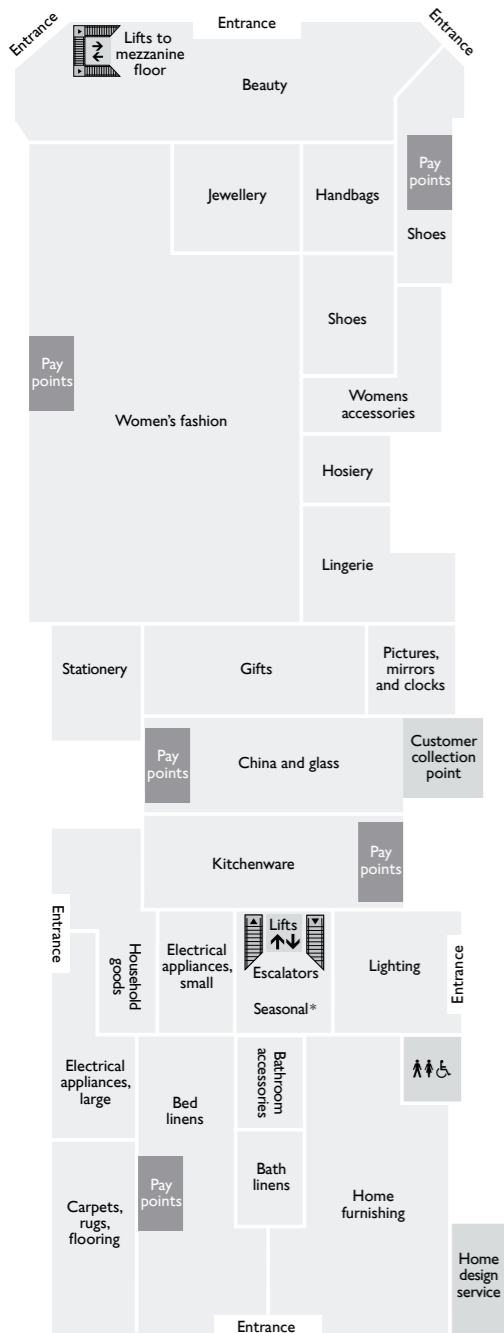 Entrance
Entrance
Entrance
Lifts to
mezzanine
floor
Beauty
Jewellery
Handbags
Pay
points
Shoes
Shoes
Pay
points
Women's fashion
Womens
accessories
Hosiery
Lingerie
Stationery
Gifts
Pictures,
mirrors
and clocks
Pay
points
China and glass
Customer
collection
point
Kitchenware
Pay
points
Entrance
Household
goods
Electrical
appliances,
small
Lifts
Escalators
Seasonal*
Lighting
Entrance
Electrical
appliances,
large
Bed
linens
Bathroom
accessories
Carpets,
rugs,
flooring
Pay
points
Bath
linens
Home
furnishing
Home
design
service
Entrance